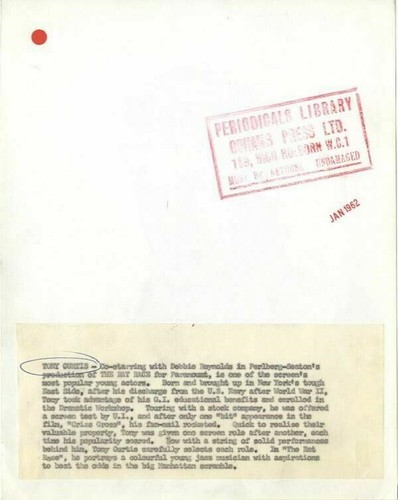 PERIODICALS LIBRARY
ODHAMS PRESS LTD.
189, HIGH HOLBORN W.C.1
MUST BE RETURNED UNDAMAGED
JAN 1962
TONY CURTIS - Co-starring with Debbie Reynolds in Perlberg-Seaton's
production of THE RAT RACE for Paramount, is one of the screen's
most popular young actors. Born and brought up in New York's tough
East Side, after his discharge from the U.S. Navy after World War II,
Tony took advantage of his G.I. educational benefits and enrolled in
the Dramatic Workshop. Touring with a stock company, he was offered
a screen test by U.I., and after only one "bit" appearance in the
film, "Criss Cross", his fan-mail rocketed. Quick to realise their
valuable property, Tony was given one screen role after another, each
time his popularity soared. Now with a string of solid performances
behind him, Tony Curtis carefully selects each role. In "The Rat
Race", he portrays a colourful young jazz musician with aspirations
to beat the odds in the big Manhattan scramble.